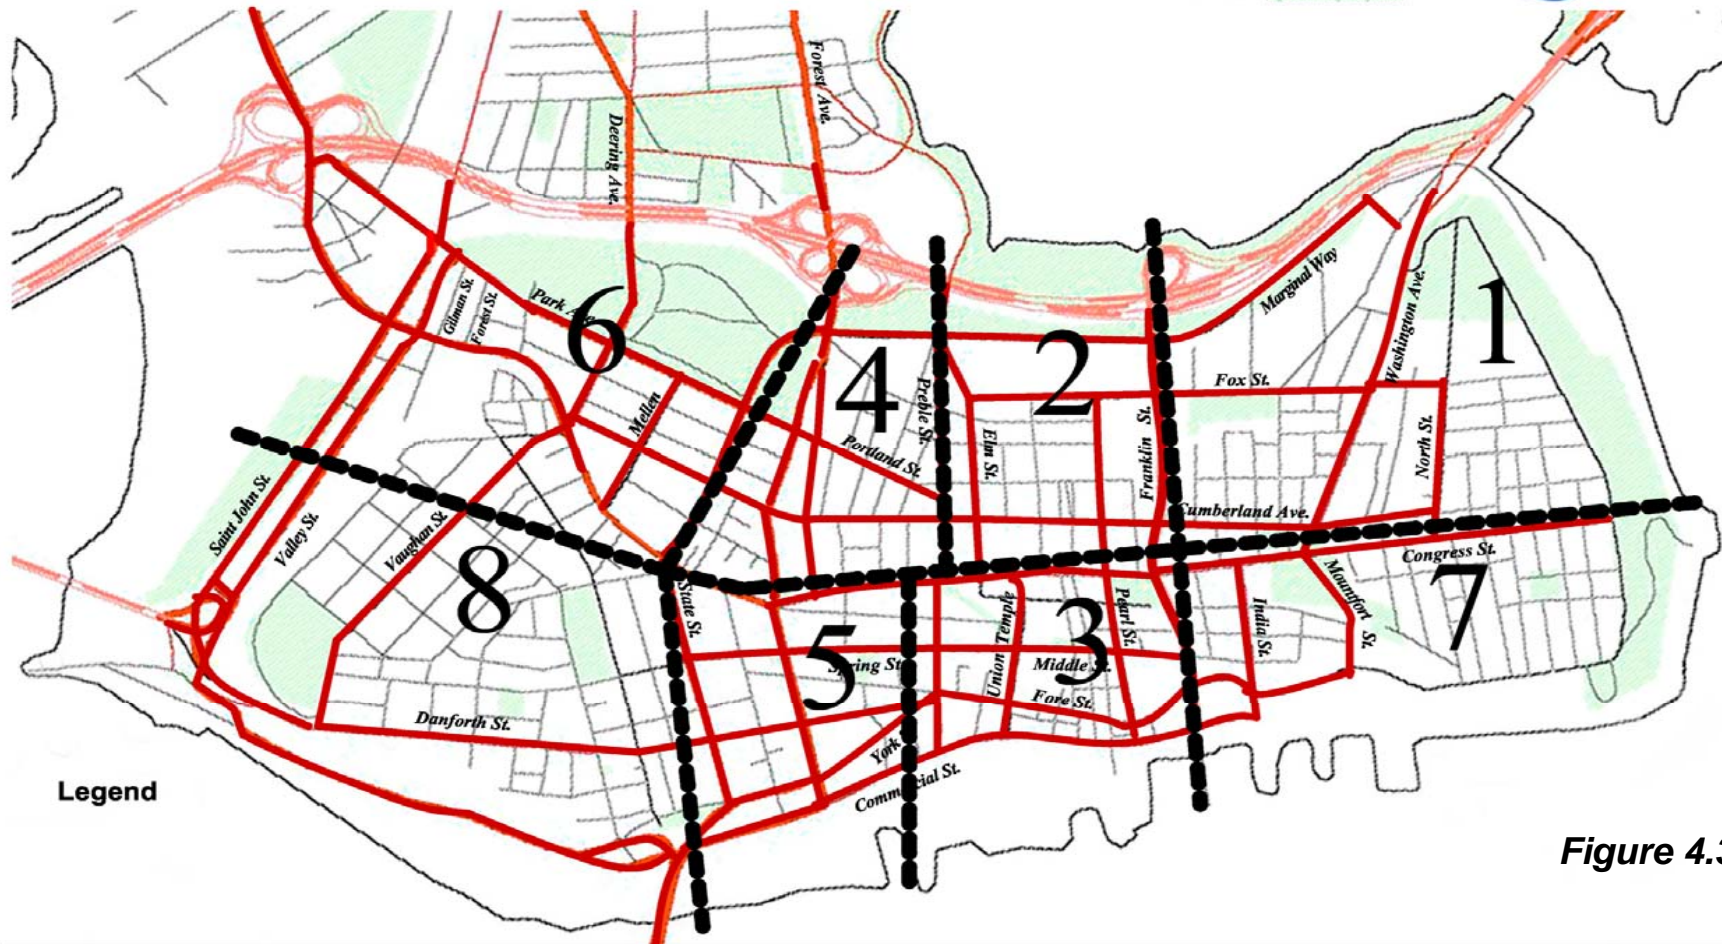 Forest Ave.
Deering Ave.
Gilman St.
Forest St.
Park Ave.
6
Mellen
4
Preble St.
Portland St.
2
Elm St.
Franklin St.
Marginal Way
Fox St.
Washington Ave.
1
North St.
Cumberland Ave.
Congress St.
Saint John St.
Valley St.
Vaughan St.
8
State St.
5
Spring St.
Union Temple
3
Pearl St.
Middle St.
Fore St.
India St.
Mountfort St.
7
Danforth St.
York
Commercial St.
Legend
Figure 4.3